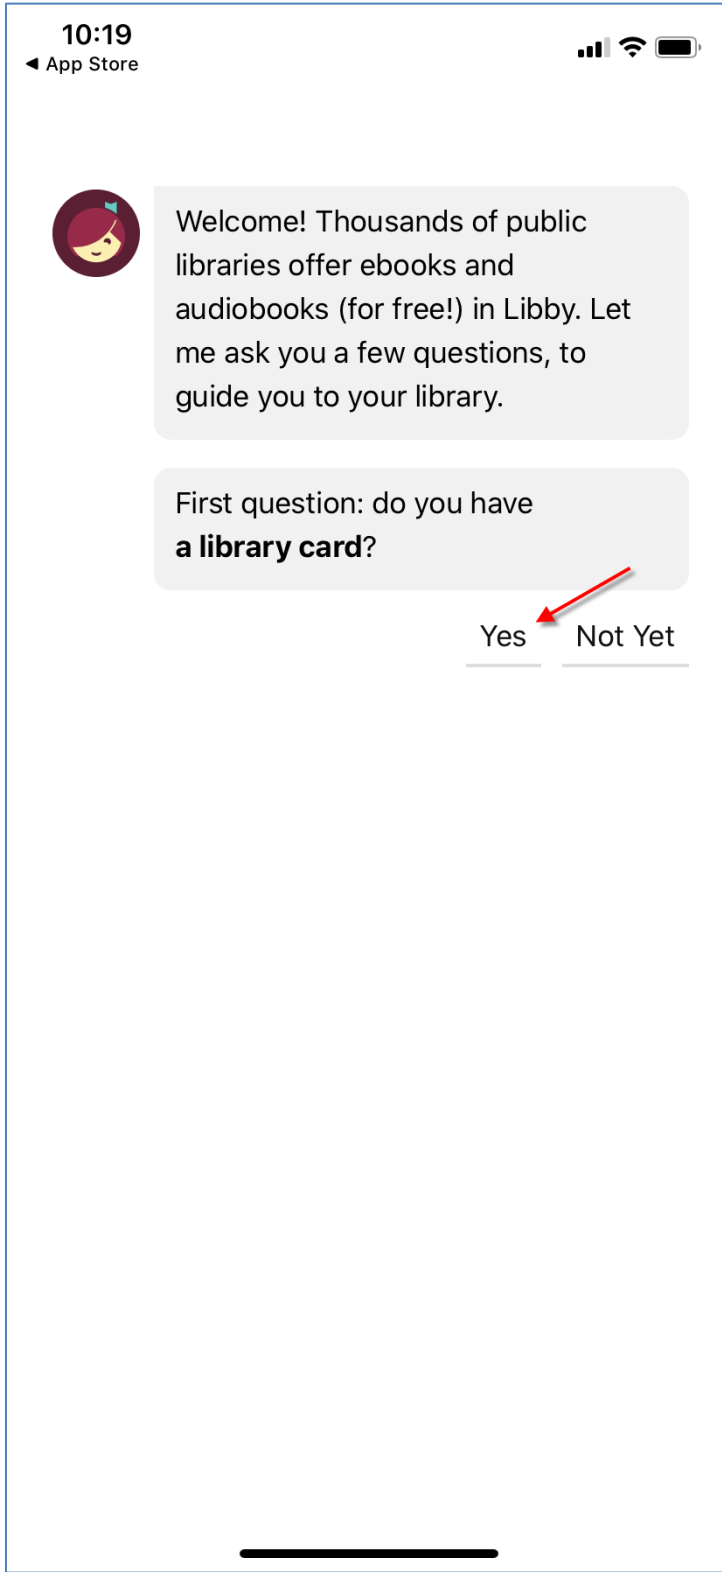 10:19
◀ App Store
Welcome! Thousands of public
libraries offer ebooks and
audiobooks (for free!) in Libby. Let
me ask you a few questions, to
guide you to your library.
First question: do you have
a library card?
Yes Not Yet